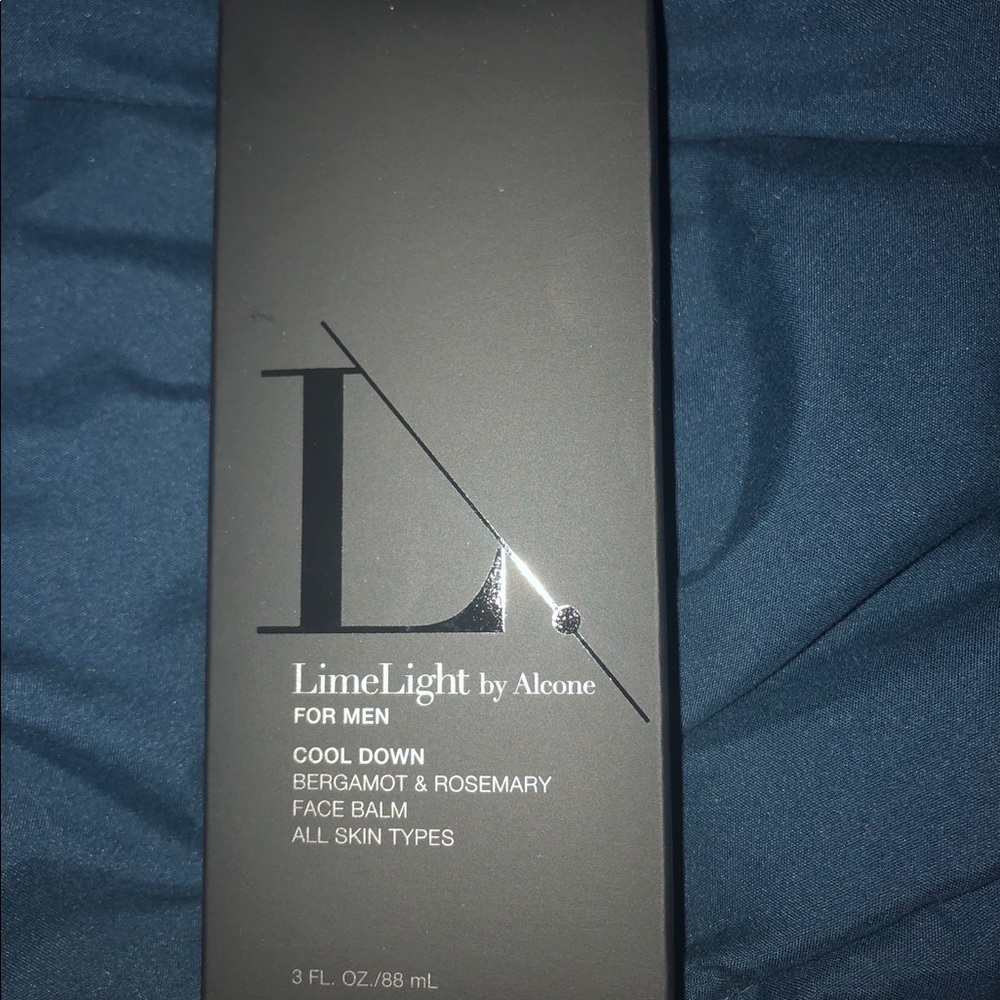 L
LimeLight by Alcone
FOR MEN
COOL DOWN
BERGAMOT & ROSEMARY
FACE BALM
ALL SKIN TYPES
3 FL. OZ./88 mL